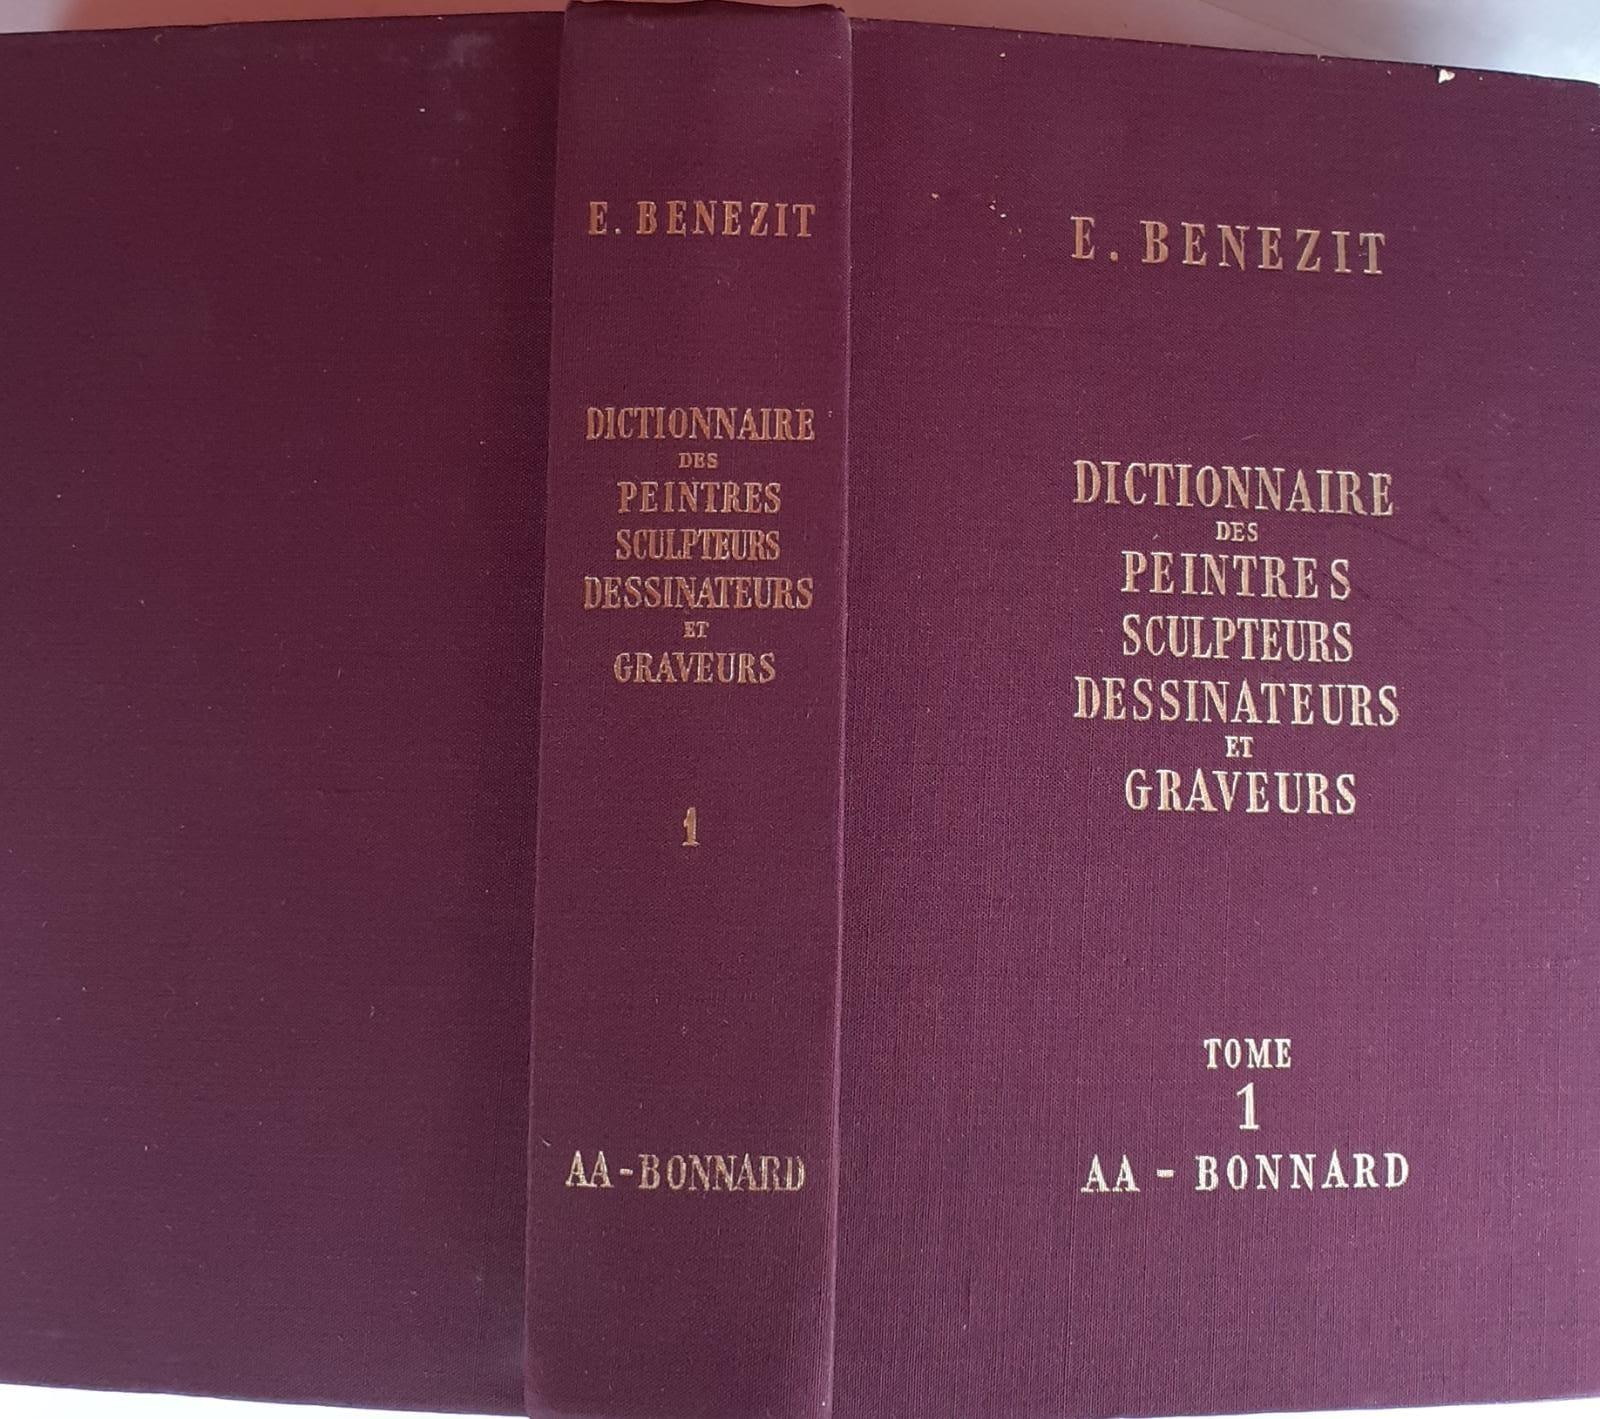 E. BENEZIT
DICTIONNAIRE
DES
PEINTRES
SCULPTEURS
DESSINATEURS
ET
GRAVEURS
1
AA-BONNARD
E. BENEZIT
DICTIONNAIRE
DES
PEINTRES
SCULPTEURS
DESSINATEURS
ET
GRAVEURS
TOME
1
AA - BONNARD